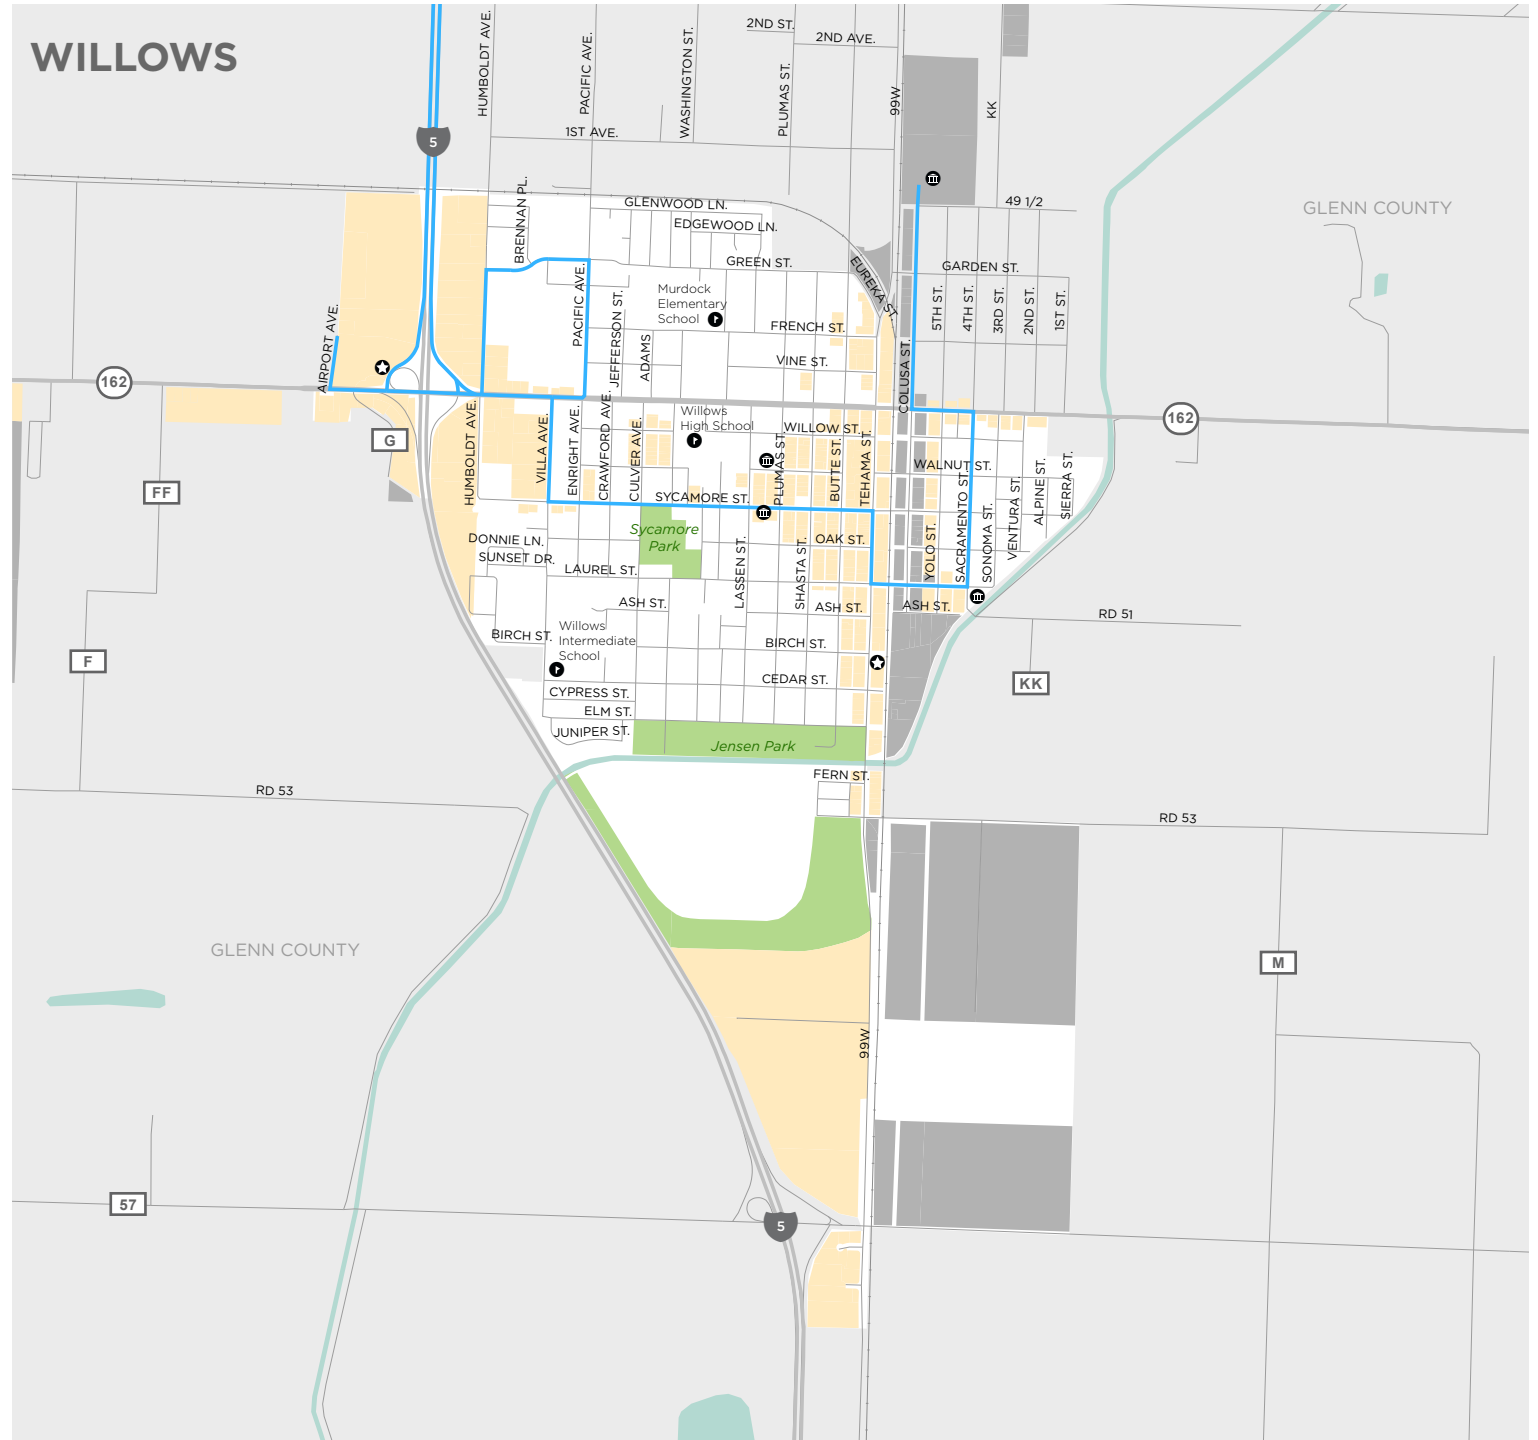 WILLOWS
2ND ST.
2ND AVE.
HUMBOLDT AVE.
PACIFIC AVE.
WASHINGTON ST.
PLUMAS ST.
99W
KK
5
1ST AVE.
GLENWOOD LN.
EDGEWOOD LN.
49 1/2
GLENN COUNTY
BRENNAN PL.
GREEN ST.
EUREKA ST.
GARDEN ST.
Murdock
Elementary
School
PACIFIC AVE.
JEFFERSON ST.
ADAMS
FRENCH ST.
VINE ST.
5TH ST.
4TH ST.
3RD ST.
2ND ST.
1ST ST.
AIRPORT AVE.
COLUSA ST.
162
162
G
FF
F
Willows
High School
WILLOW ST.
HUMBOLDT AVE.
VILLA AVE.
ENRIGHT AVE.
CRAWFORD AVE.
CULVER AVE.
PLUMAS ST.
BUTTE ST.
TEHAMA ST.
WALNUT ST.
SYCAMORE ST.
Sycamore
Park
OAK ST.
YOLO ST.
SACRAMENTO ST.
SONOMA ST.
VENTURA ST.
ALPINE ST.
SIERRA ST.
DONNIE LN.
SUNSET DR.
LAUREL ST.
LASSEN ST.
SHASTA ST.
ASH ST.
ASH ST.
ASH ST.
RD 51
BIRCH ST.
Willows
Intermediate
School
BIRCH ST.
CEDAR ST.
KK
CYPRESS ST.
ELM ST.
JUNIPER ST.
Jensen Park
FERN ST.
RD 53
RD 53
GLENN COUNTY
M
99W
57
5